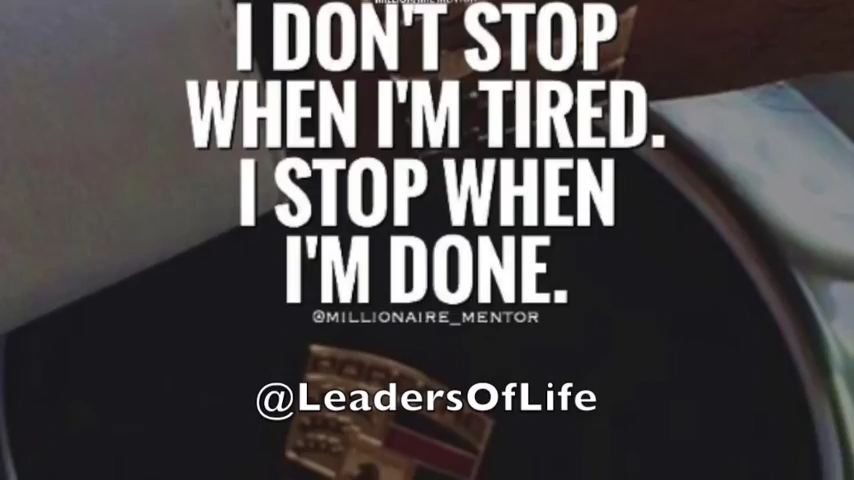 I DON'T STOP
WHEN I'M TIRED.
I STOP WHEN
I'M DONE.
@MILLIONAIRE_MENTOR
@LeadersOfLife